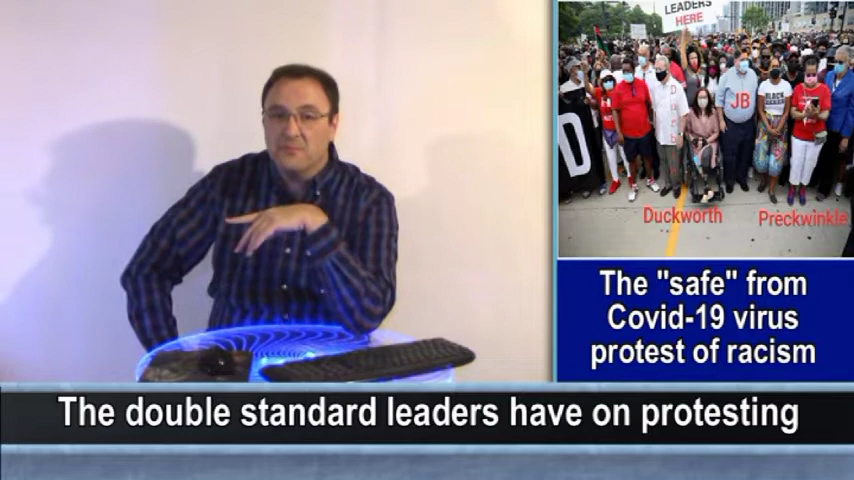 LEADERS
HERE
JB
D
Duckworth
Preckwinkle
The "safe" from
Covid-19 virus
protest of racism
The double standard leaders have on protesting